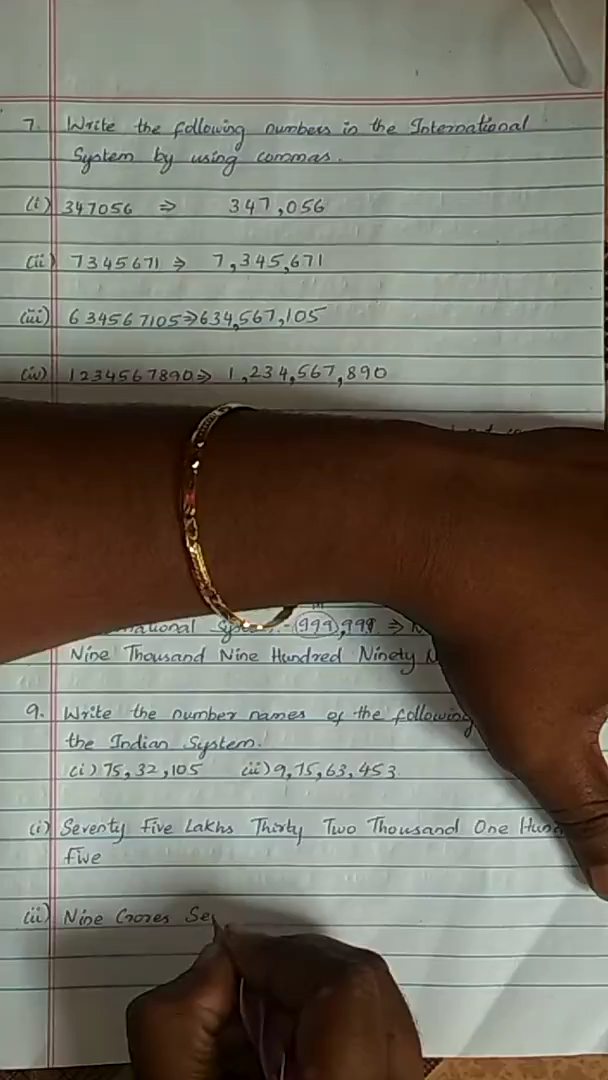 7. Write the following numbers in the International
System by using commas.
(i) 347056 ⇒ 347,056
(ii) 7345671 ⇒ 7,345,671
(iii) 634567105 ⇒ 634,567,105
(iv) 1234567890 ⇒ 1,234,567,890
System - 999,999 ⇒
Nine Thousand Nine Hundred Ninety
9. Write the number names of the following
the Indian System.
(i) 75,32,105 (ii) 9,75,63,453.
(i) Seventy Five Lakhs Thirty Two Thousand One
Five
(ii) Nine Crores Se